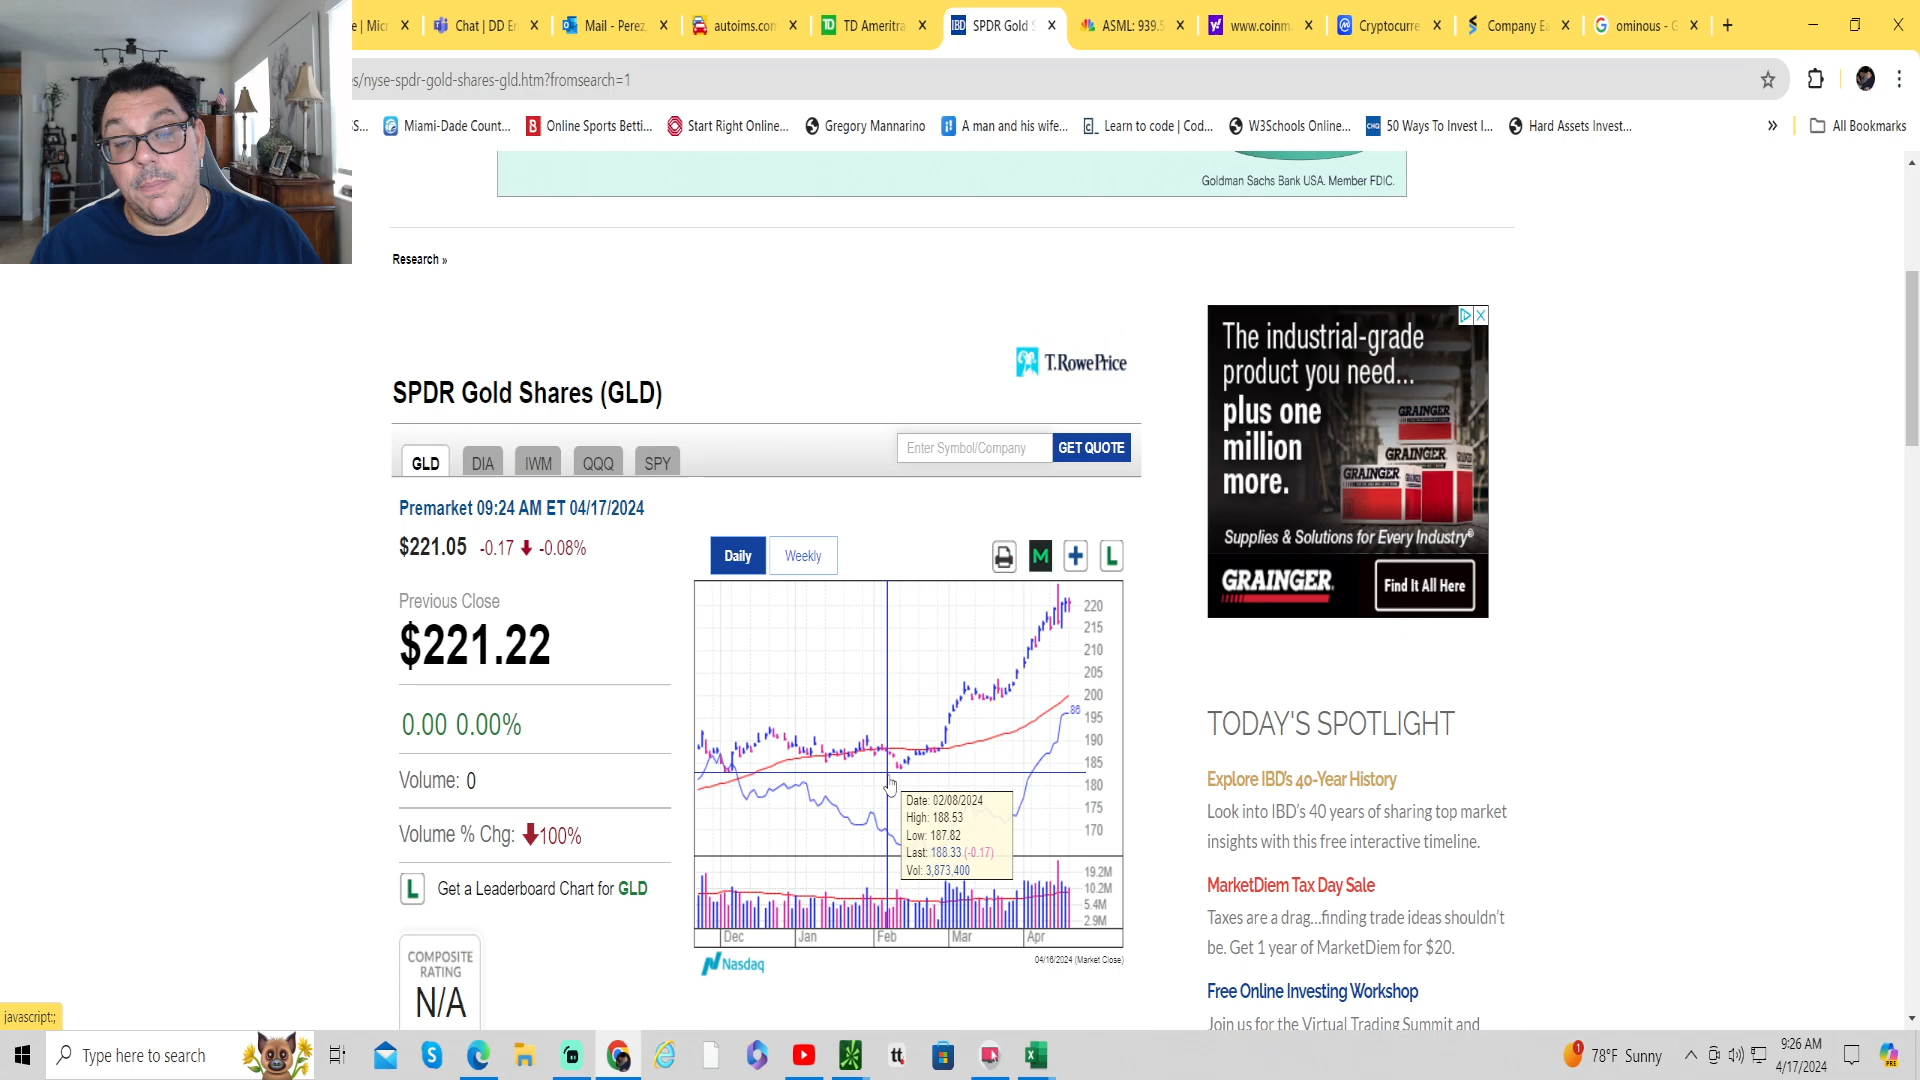 e | Micr
Chat | DD En
Mail - Perez,
autoims.com
TD Ameritra
IBD
SPDR Gold S
ASML: 939.5
www.coinm
Cryptocurre
Company Ea
ominous - G
s/nyse-spdr-gold-shares-gld.htm?fromsearch=1
S...
Miami-Dade Count...
Online Sports Betti...
Start Right Online...
Gregory Mannarino
A man and his wife...
Learn to code | Cod...
W3Schools Online...
50 Ways To Invest I...
Hard Assets Invest...
»
All Bookmarks
Goldman Sachs Bank USA. Member FDIC.
Research »
T.RowePrice
SPDR Gold Shares (GLD)
GLD
DIA
IWM
QQQ
SPY
Enter Symbol/Company
GET QUOTE
Premarket 09:24 AM ET 04/17/2024
$221.05 -0.17 -0.08%
Previous Close
$221.22
0.00 0.00%
Volume: 0
Volume % Chg: 100%
L
Get a Leaderboard Chart for GLD
COMPOSITE
RATING
N/A
Daily
Weekly
M
L
220
215
210
205
200
195
190
185
180
175
170
86
Date: 02/08/2024
High: 188.53
Low: 187.82
Last: 188.33 (-0.17)
Vol: 3,873,400
19.2M
10.2M
5.4M
2.9M
Dec
Jan
Feb
Mar
Apr
Nasdaq
04/16/2024 (Market Close)
The industrial-grade
product you need...
plus one
million
more.
GRAINGER
GRAINGER
GRAINGER
Supplies & Solutions for Every Industry®
GRAINGER
Find It All Here
TODAY'S SPOTLIGHT
Explore IBD's 40-Year History
Look into IBD's 40 years of sharing top market
insights with this free interactive timeline.
MarketDiem Tax Day Sale
Taxes are a drag...finding trade ideas shouldn't
be. Get 1 year of MarketDiem for $20.
Free Online Investing Workshop
Join us for the Virtual Trading Summit and
javascript:;
Type here to search
78°F Sunny
9:26 AM
4/17/2024